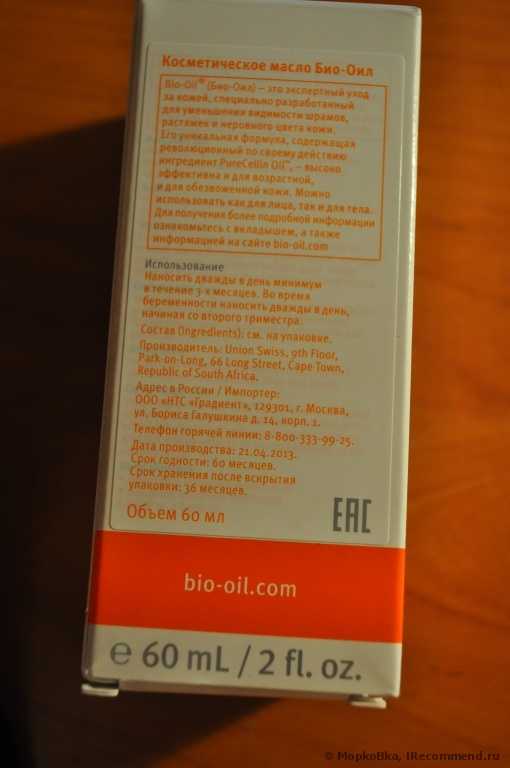 Косметическое масло Био-Оил
Bio-Oil® (Био-Оил) – это экспертный уход
за кожей, специально разработанный
для уменьшения видимости шрамов,
растяжек и неровного цвета кожи.
Его уникальная формула, содержащая
революционный по своему действию
ингредиент PurCellin Oil™, – высоко
эффективна и для возрастной,
и для обезвоженной кожи. Можно
использовать как для лица, так и для тела.
Для получения более подробной информации
ознакомьтесь с вкладышем, а также
информацией на сайте bio-oil.com
Использование
Наносить дважды в день минимум
в течение 3-х месяцев. Во время
беременности наносить дважды в день,
начиная со второго триместра.
Состав (Ingredients): см. на упаковке.
Производитель: Union Swiss, 9th Floor,
Park-on-Long, 66 Long Street, Cape Town,
Republic of South Africa.
Адрес в России / Импортер:
ООО «НТС «Градиент», 129301, г. Москва,
ул. Бориса Галушкина д. 14, корп. 1.
Телефон горячей линии: 8-800-333-99-25.
Дата производства: 21.04.2013.
Срок годности: 60 месяцев.
Срок хранения после вскрытия
упаковки: 36 месяцев.
Объем 60 мл
EAC
bio-oil.com
℮ 60 mL / 2 fl. oz.
© МорkоВkа, IRecommend.ru